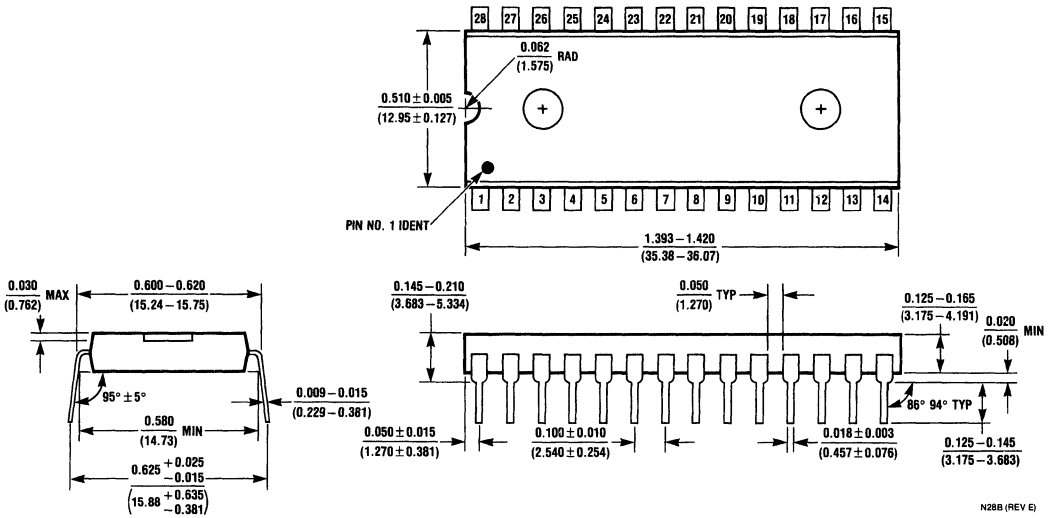 28 27 26 25 24 23 22 21 20 19 18 17 16 15
0.062
(1.575)
RAD
0.510 ± 0.005
(12.95 ± 0.127)
PIN NO. 1 IDENT
1 2 3 4 5 6 7 8 9 10 11 12 13 14
1.393 – 1.420
(35.38 – 36.07)
0.030
(0.762)
MAX
0.600 – 0.620
(15.24 – 15.75)
95° ± 5°
0.580
(14.73)
MIN
0.009 – 0.015
(0.229 – 0.381)
0.625 +0.025
-0.015
(15.88 +0.635
-0.381)
0.145 – 0.210
(3.683 – 5.334)
0.050
(1.270)
TYP
0.125 – 0.165
(3.175 – 4.191)
0.020
(0.508)
MIN
86° 94° TYP
0.050 ± 0.015
(1.270 ± 0.381)
0.100 ± 0.010
(2.540 ± 0.254)
0.018 ± 0.003
(0.457 ± 0.076)
0.125 – 0.145
(3.175 – 3.683)
N28B (REV E)